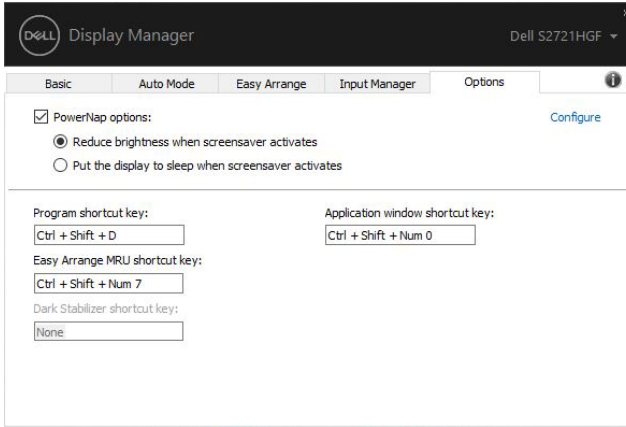 DELL Display Manager
Dell S2721HGF
Basic
Auto Mode
Easy Arrange
Input Manager
Options
PowerNap options:
Configure
Reduce brightness when screensaver activates
Put the display to sleep when screensaver activates
Program shortcut key:
Application window shortcut key:
Ctrl + Shift + D
Ctrl + Shift + Num 0
Easy Arrange MRU shortcut key:
Ctrl + Shift + Num 7
Dark Stabilizer shortcut key:
None